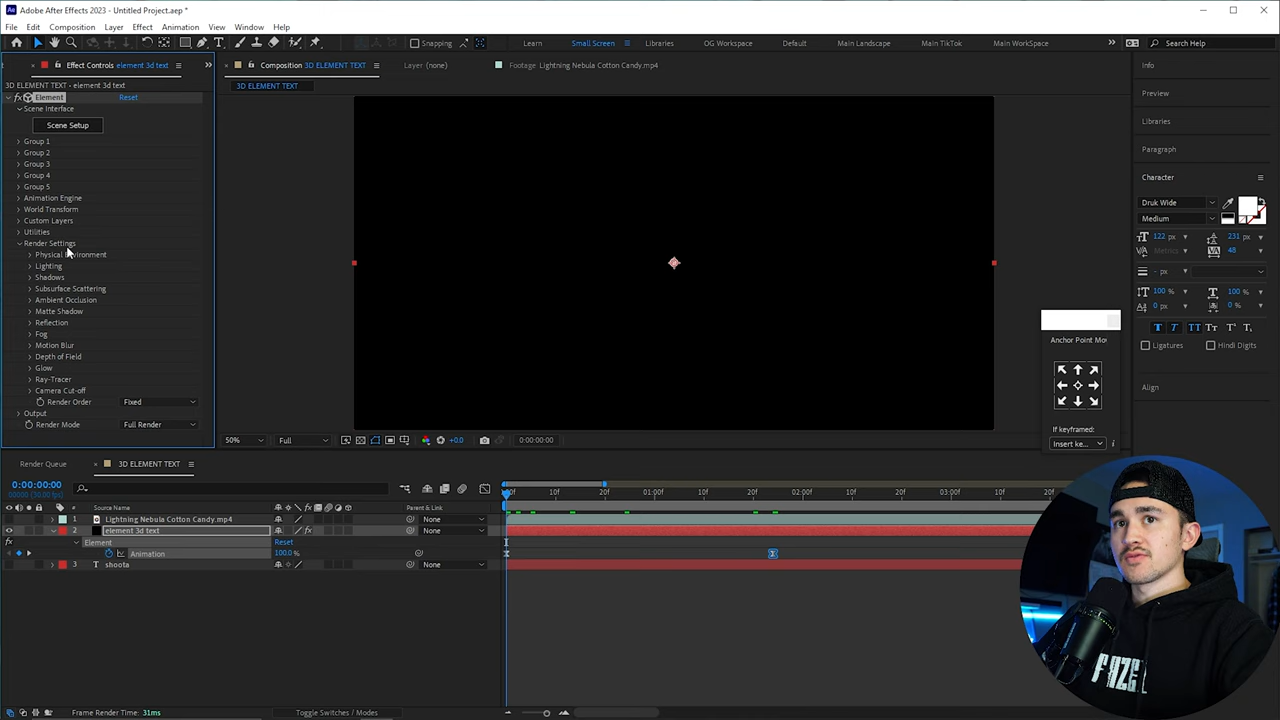 Adobe After Effects 2023 - Untitled Project.aep *
File Edit Composition Layer Effect Animation View Window Help
Snapping Learn Small Screen Libraries OG Workspace Default Main Landscape Main TikTok Main WorkSpace Search Help
Effect Controls element 3d text
Composition 3D ELEMENT TEXT Layer (none) Footage Lightning Nebula Cotton Candy.mp4
3D ELEMENT TEXT • element 3d text
3D ELEMENT TEXT
fx Element Reset
Scene Interface
Scene Setup
Group 1
Group 2
Group 3
Group 4
Group 5
Animation Engine
World Transform
Custom Layers
Utilities
Render Settings
Lighting
Shadows
Subsurface Scattering
Ambient Occlusion
Matte Shadow
Reflection
Fog
Motion Blur
Depth of Field
Glow
Ray-Tracer
Camera Cut-off
Render Order Fixed
Output
Render Mode Full Render
50% Full +0.0 0:00:00:00
Info
Preview
Libraries
Paragraph
Character
Druk Wide
Medium
122 px 231 px
Metrics 48
- px
100 % 100 %
0 px 0 %
Ligatures Hindi Digits
Align
Anchor Point Mov
If keyframed:
Insert ke...
Render Queue 3D ELEMENT TEXT
0:00:00:00
00000 (30.00 fps)
:00f 10f 20f 01:00f 10f 20f 02:00f 10f 20f 03:00f 10f 20f
# Source Name Parent & Link
1 Lightning Nebula Cotton Candy.mp4 None
2 element 3d text None
Element Reset
Animation 100.0 %
3 T shoota None
Frame Render Time: 31ms Toggle Switches / Modes
FAZE